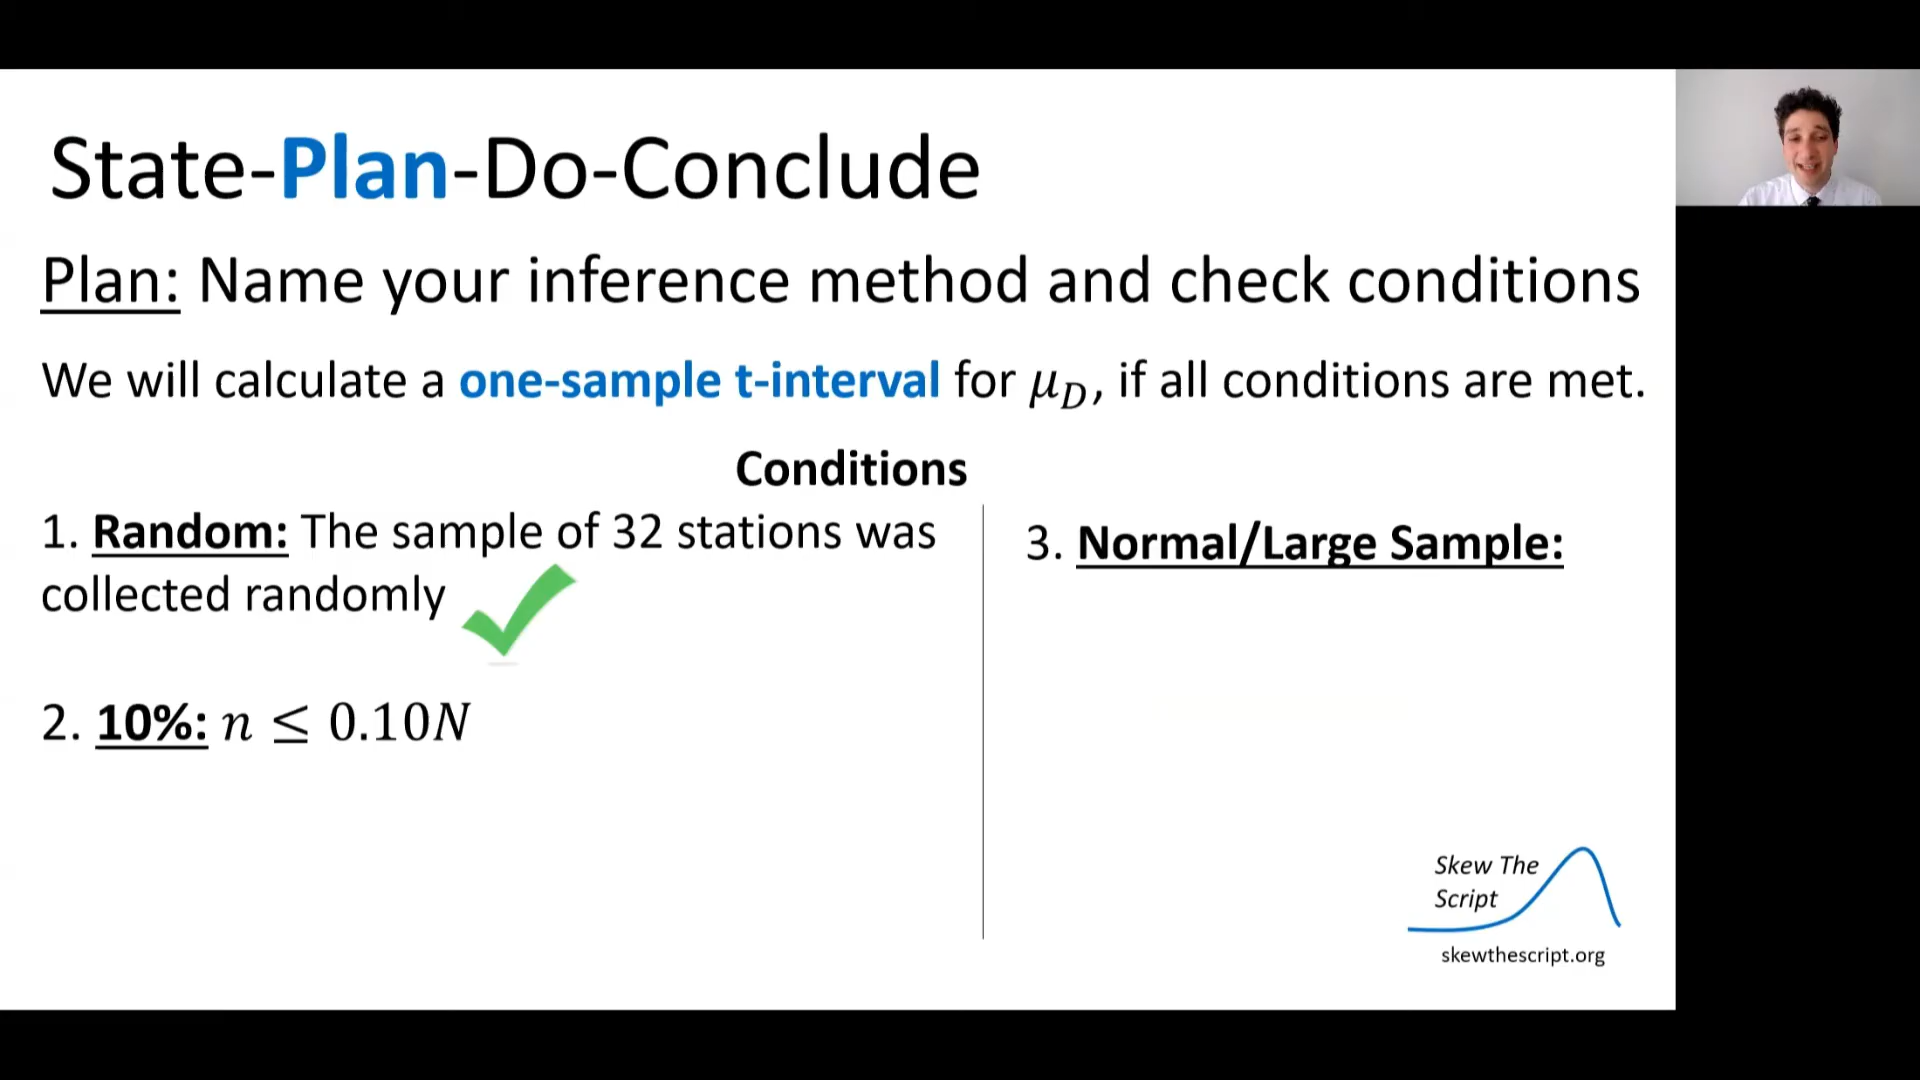 State-Plan-Do-Conclude
Plan: Name your inference method and check conditions
We will calculate a one-sample t-interval for μ_D, if all conditions are met.
Conditions
1. Random: The sample of 32 stations was
collected randomly
2. 10%: n ≤ 0.10N
3. Normal/Large Sample:
Skew The
Script
skewthescript.org